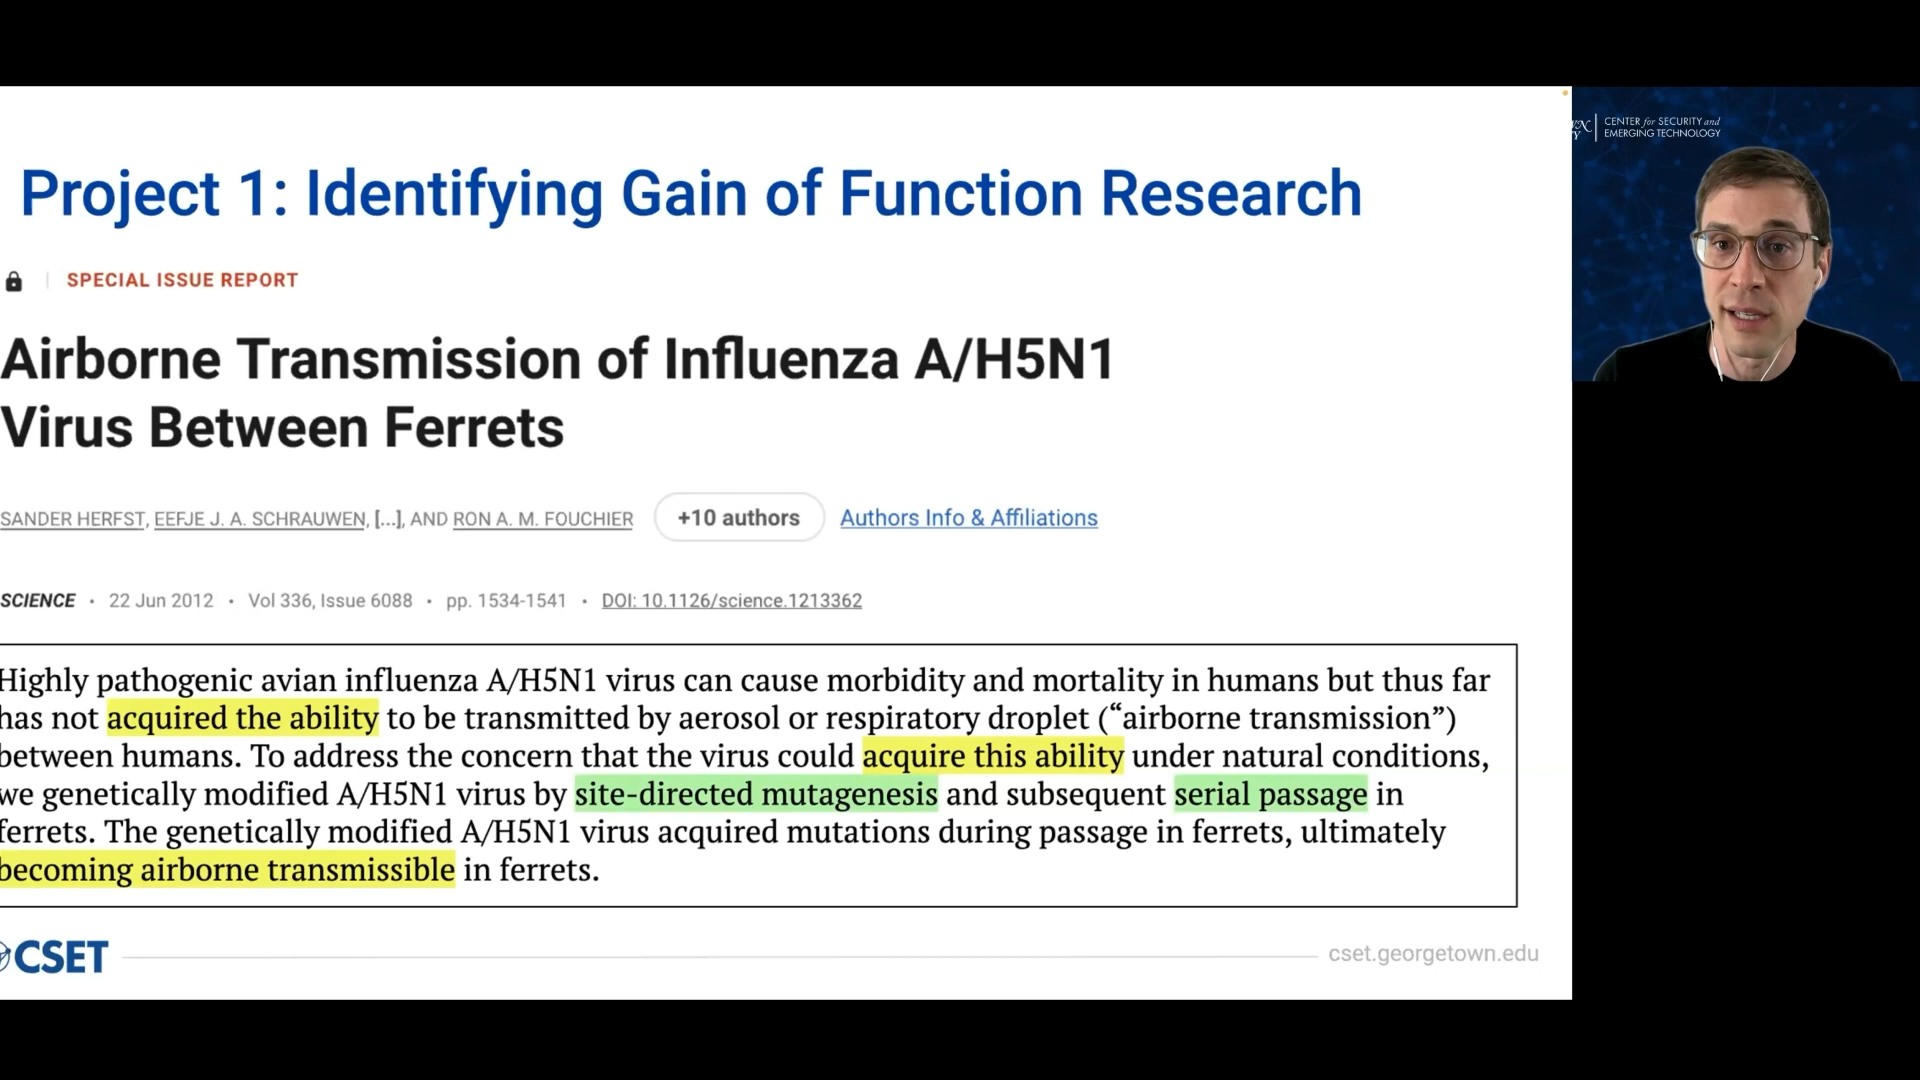 Project 1: Identifying Gain of Function Research
SPECIAL ISSUE REPORT
Airborne Transmission of Influenza A/H5N1
Virus Between Ferrets
SANDER HERFST, EEFJE J. A. SCHRAUWEN, [...], AND RON A. M. FOUCHIER +10 authors Authors Info & Affiliations
SCIENCE • 22 Jun 2012 • Vol 336, Issue 6088 • pp. 1534-1541 • DOI: 10.1126/science.1213362
Highly pathogenic avian influenza A/H5N1 virus can cause morbidity and mortality in humans but thus far
has not acquired the ability to be transmitted by aerosol or respiratory droplet (“airborne transmission”)
between humans. To address the concern that the virus could acquire this ability under natural conditions,
we genetically modified A/H5N1 virus by site-directed mutagenesis and subsequent serial passage in
ferrets. The genetically modified A/H5N1 virus acquired mutations during passage in ferrets, ultimately
becoming airborne transmissible in ferrets.
CSET
cset.georgetown.edu
CENTER for SECURITY and
EMERGING TECHNOLOGY